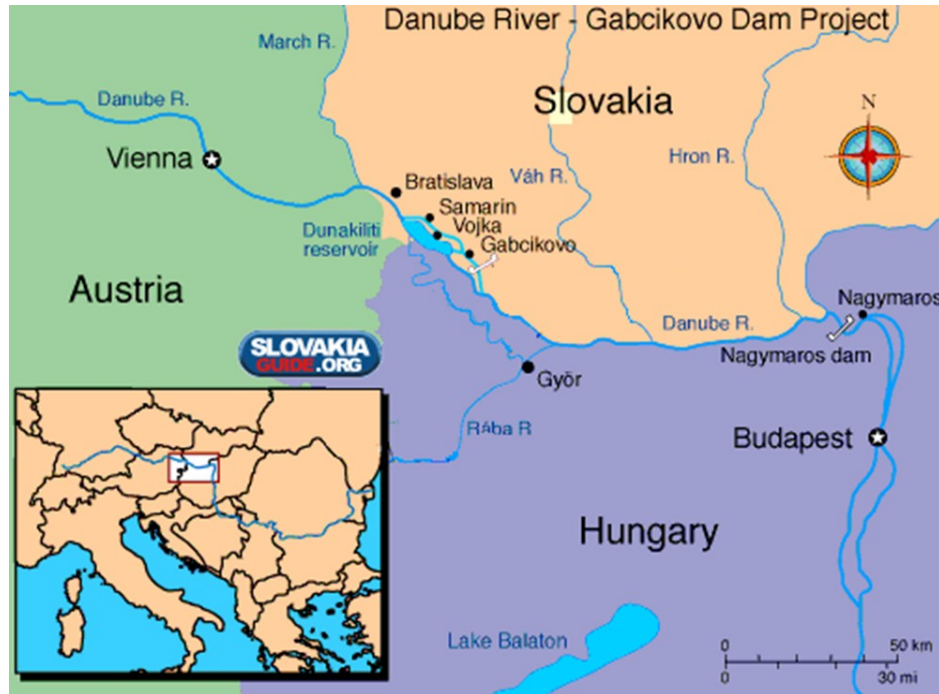 Danube River - Gabcikovo Dam Project
March R.
Slovakia
Danube R.
N
Vienna
Hron R.
Bratislava
Váh R.
Samarin
Dunakiliti
reservoir
Vojka
Gabcikovo
Austria
Nagymaros
Danube R.
SLOVAKIA
GUIDE.ORG
Nagymaros dam
Györ
Rába R
Budapest
Hungary
Lake Balaton
0 50 km
0 30 mi